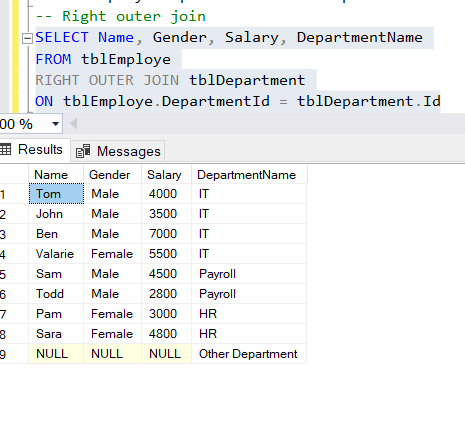 -- Right outer join
SELECT Name, Gender, Salary, DepartmentName
FROM tblEmploye
RIGHT OUTER JOIN tblDepartment
ON tblEmploye.DepartmentId = tblDepartment.Id
00 %
Results Messages
Name Gender Salary DepartmentName
1 Tom Male 4000 IT
2 John Male 3500 IT
3 Ben Male 7000 IT
4 Valarie Female 5500 IT
5 Sam Male 4500 Payroll
6 Todd Male 2800 Payroll
7 Pam Female 3000 HR
8 Sara Female 4800 HR
9 NULL NULL NULL Other Department